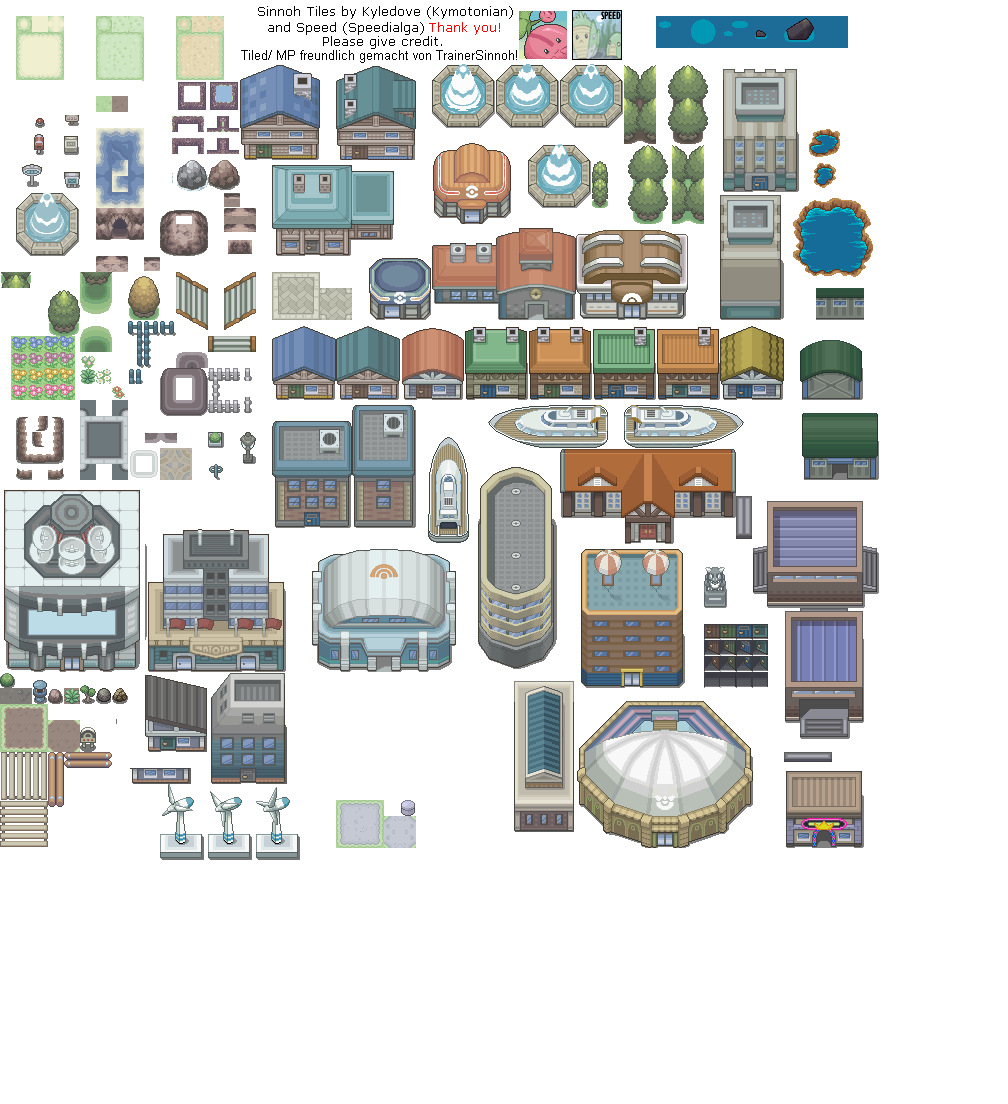 Sinnoh Tiles by Kyledove (Kymotonian)
and Speed (Speedialga) Thank you!
Please give credit.
Tiled/ MP freundlich gemacht von TrainerSinnoh!
SPEED